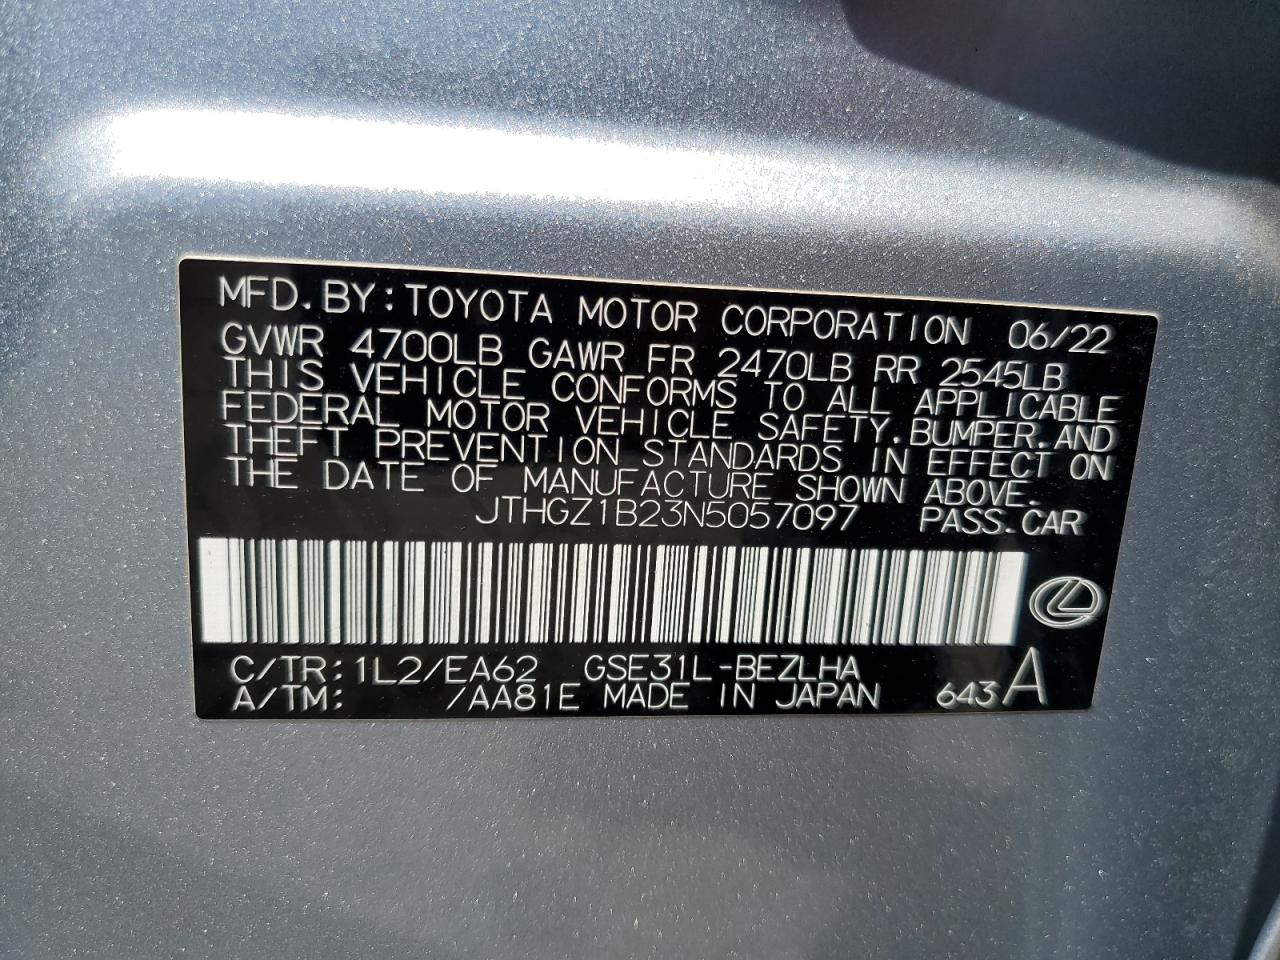 MFD.BY:TOYOTA MOTOR CORPORATION 06/22
GVWR 4700LB GAWR FR 2470LB RR 2545LB
THIS VEHICLE CONFORMS TO ALL APPLICABLE
FEDERAL MOTOR VEHICLE SAFETY.BUMPER.AND
THEFT PREVENTION STANDARDS IN EFFECT ON
THE DATE OF MANUFACTURE SHOWN ABOVE.
JTHGZ1B23N5057097 PASS.CAR
C/TR:1L2/EA62 GSE31L-BEZLHA
A/TM: /AA81E MADE IN JAPAN 643 A